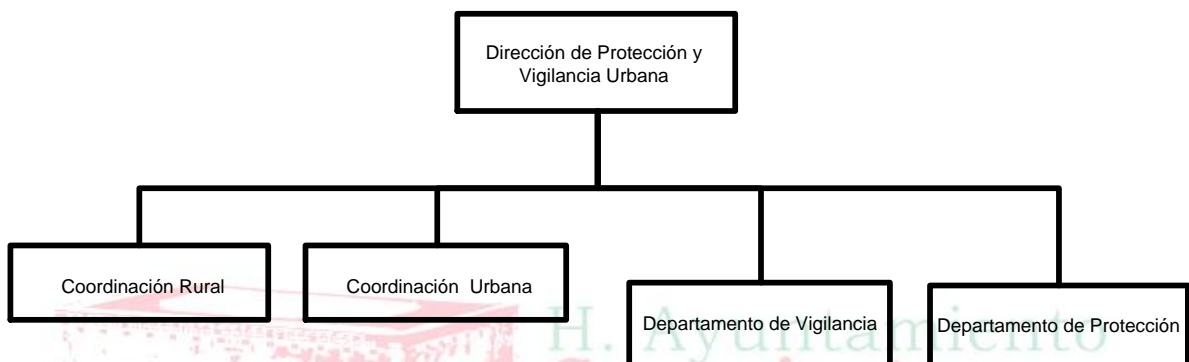 Dirección de Protección y
Vigilancia Urbana
Coordinación Rural
Coordinación Urbana
H. Ayuntamiento
Departamento de Vigilancia
Departamento de Protección